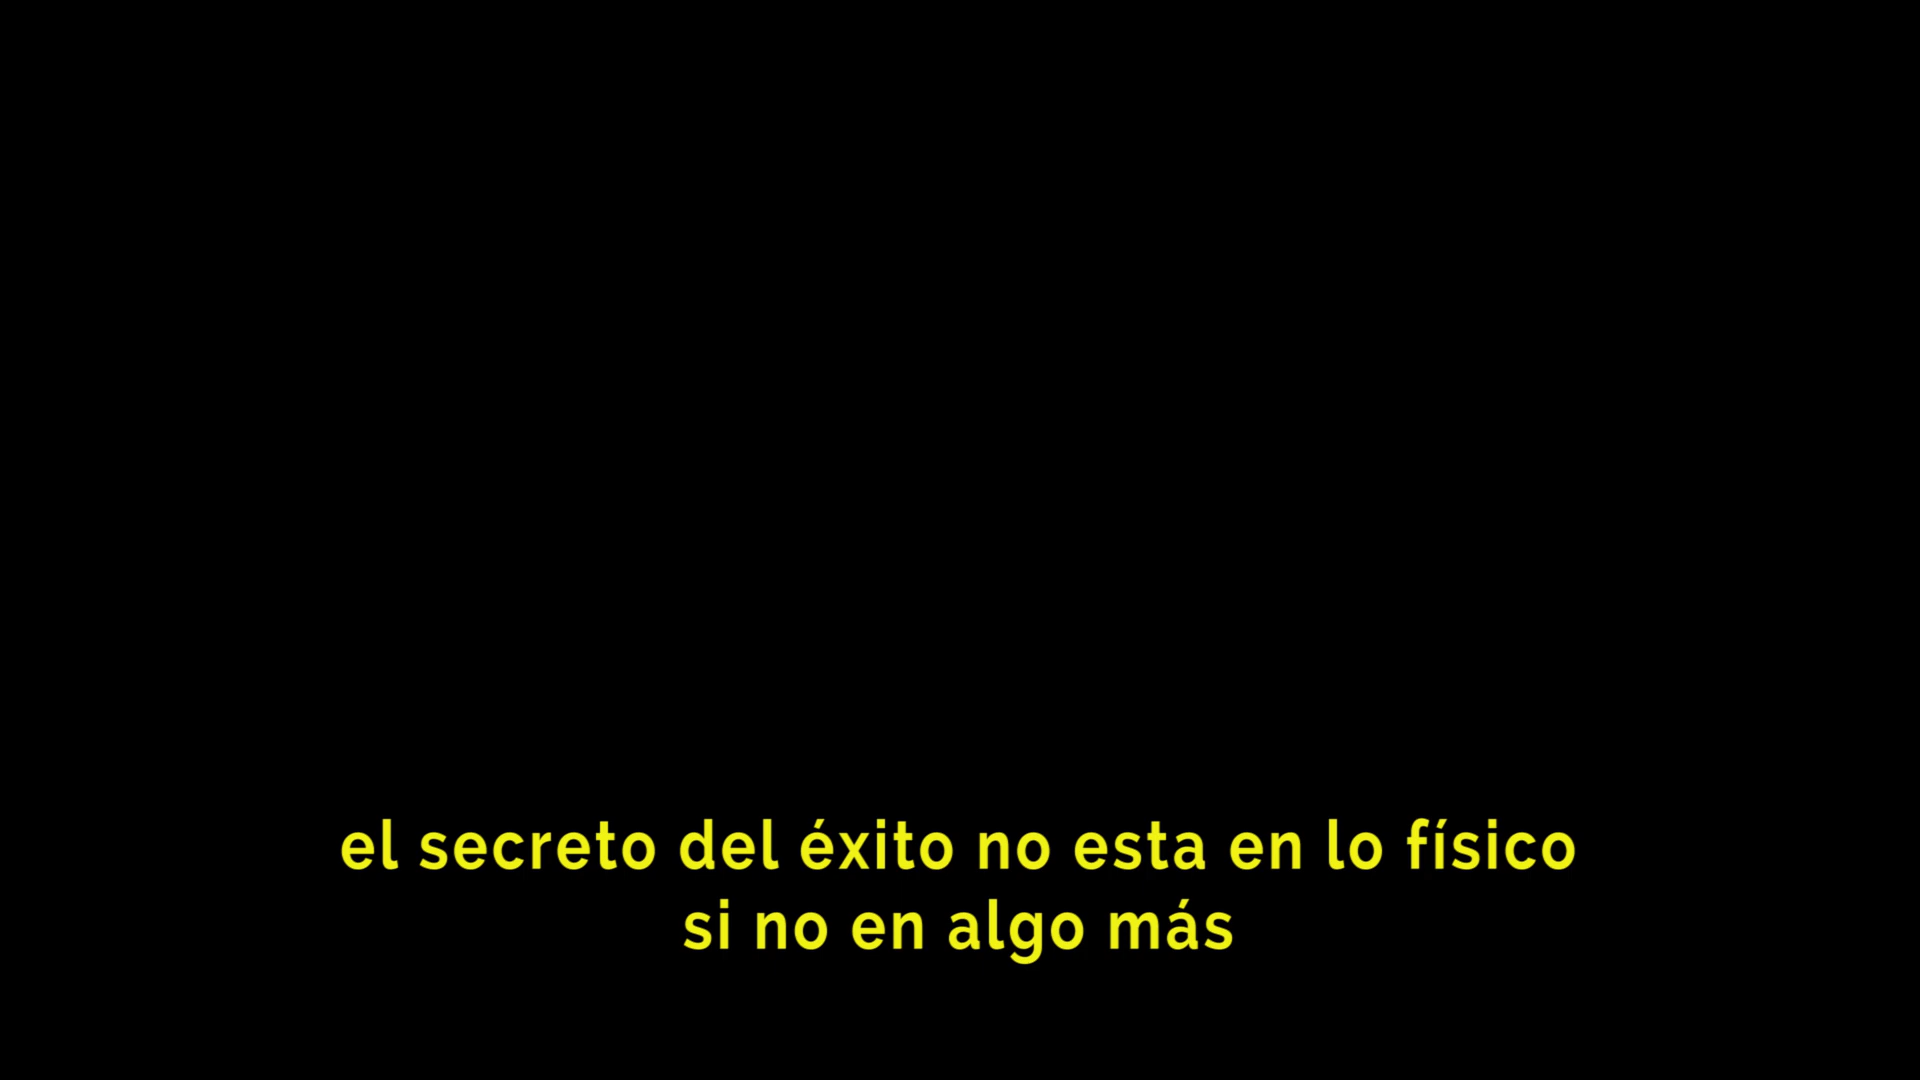 el secreto del éxito no esta en lo físico
si no en algo más